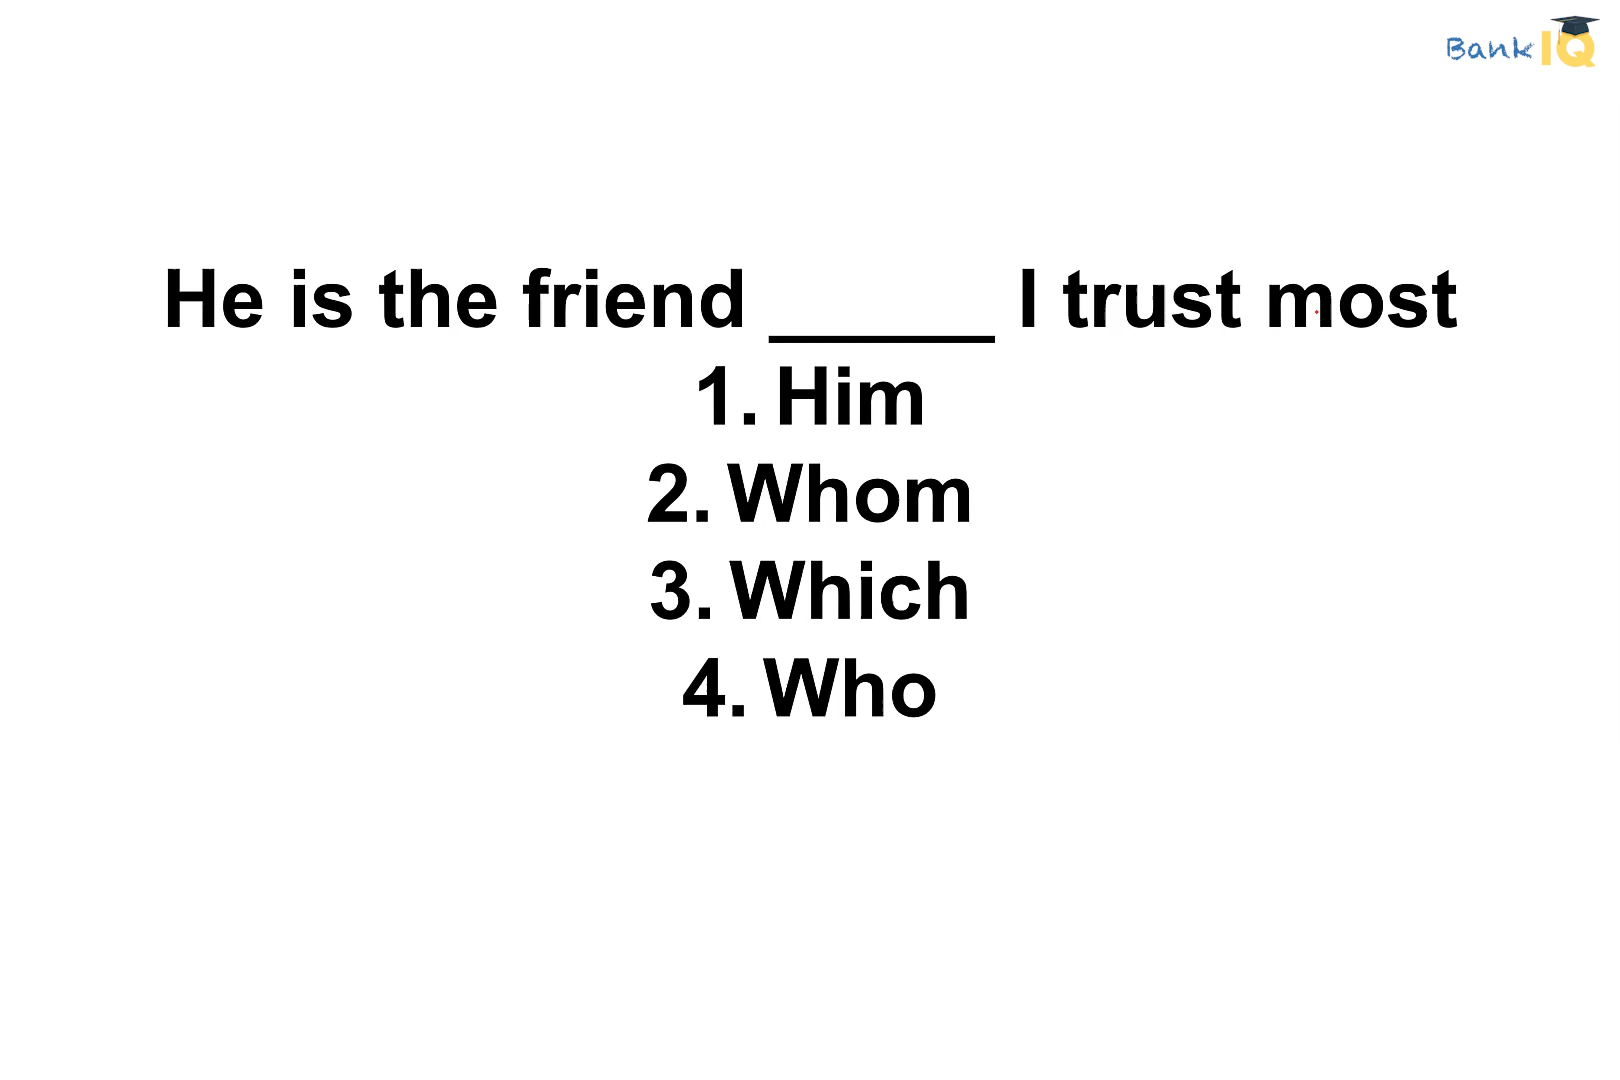 Bank IQ
He is the friend _____ I trust most
1. Him
2. Whom
3. Which
4. Who